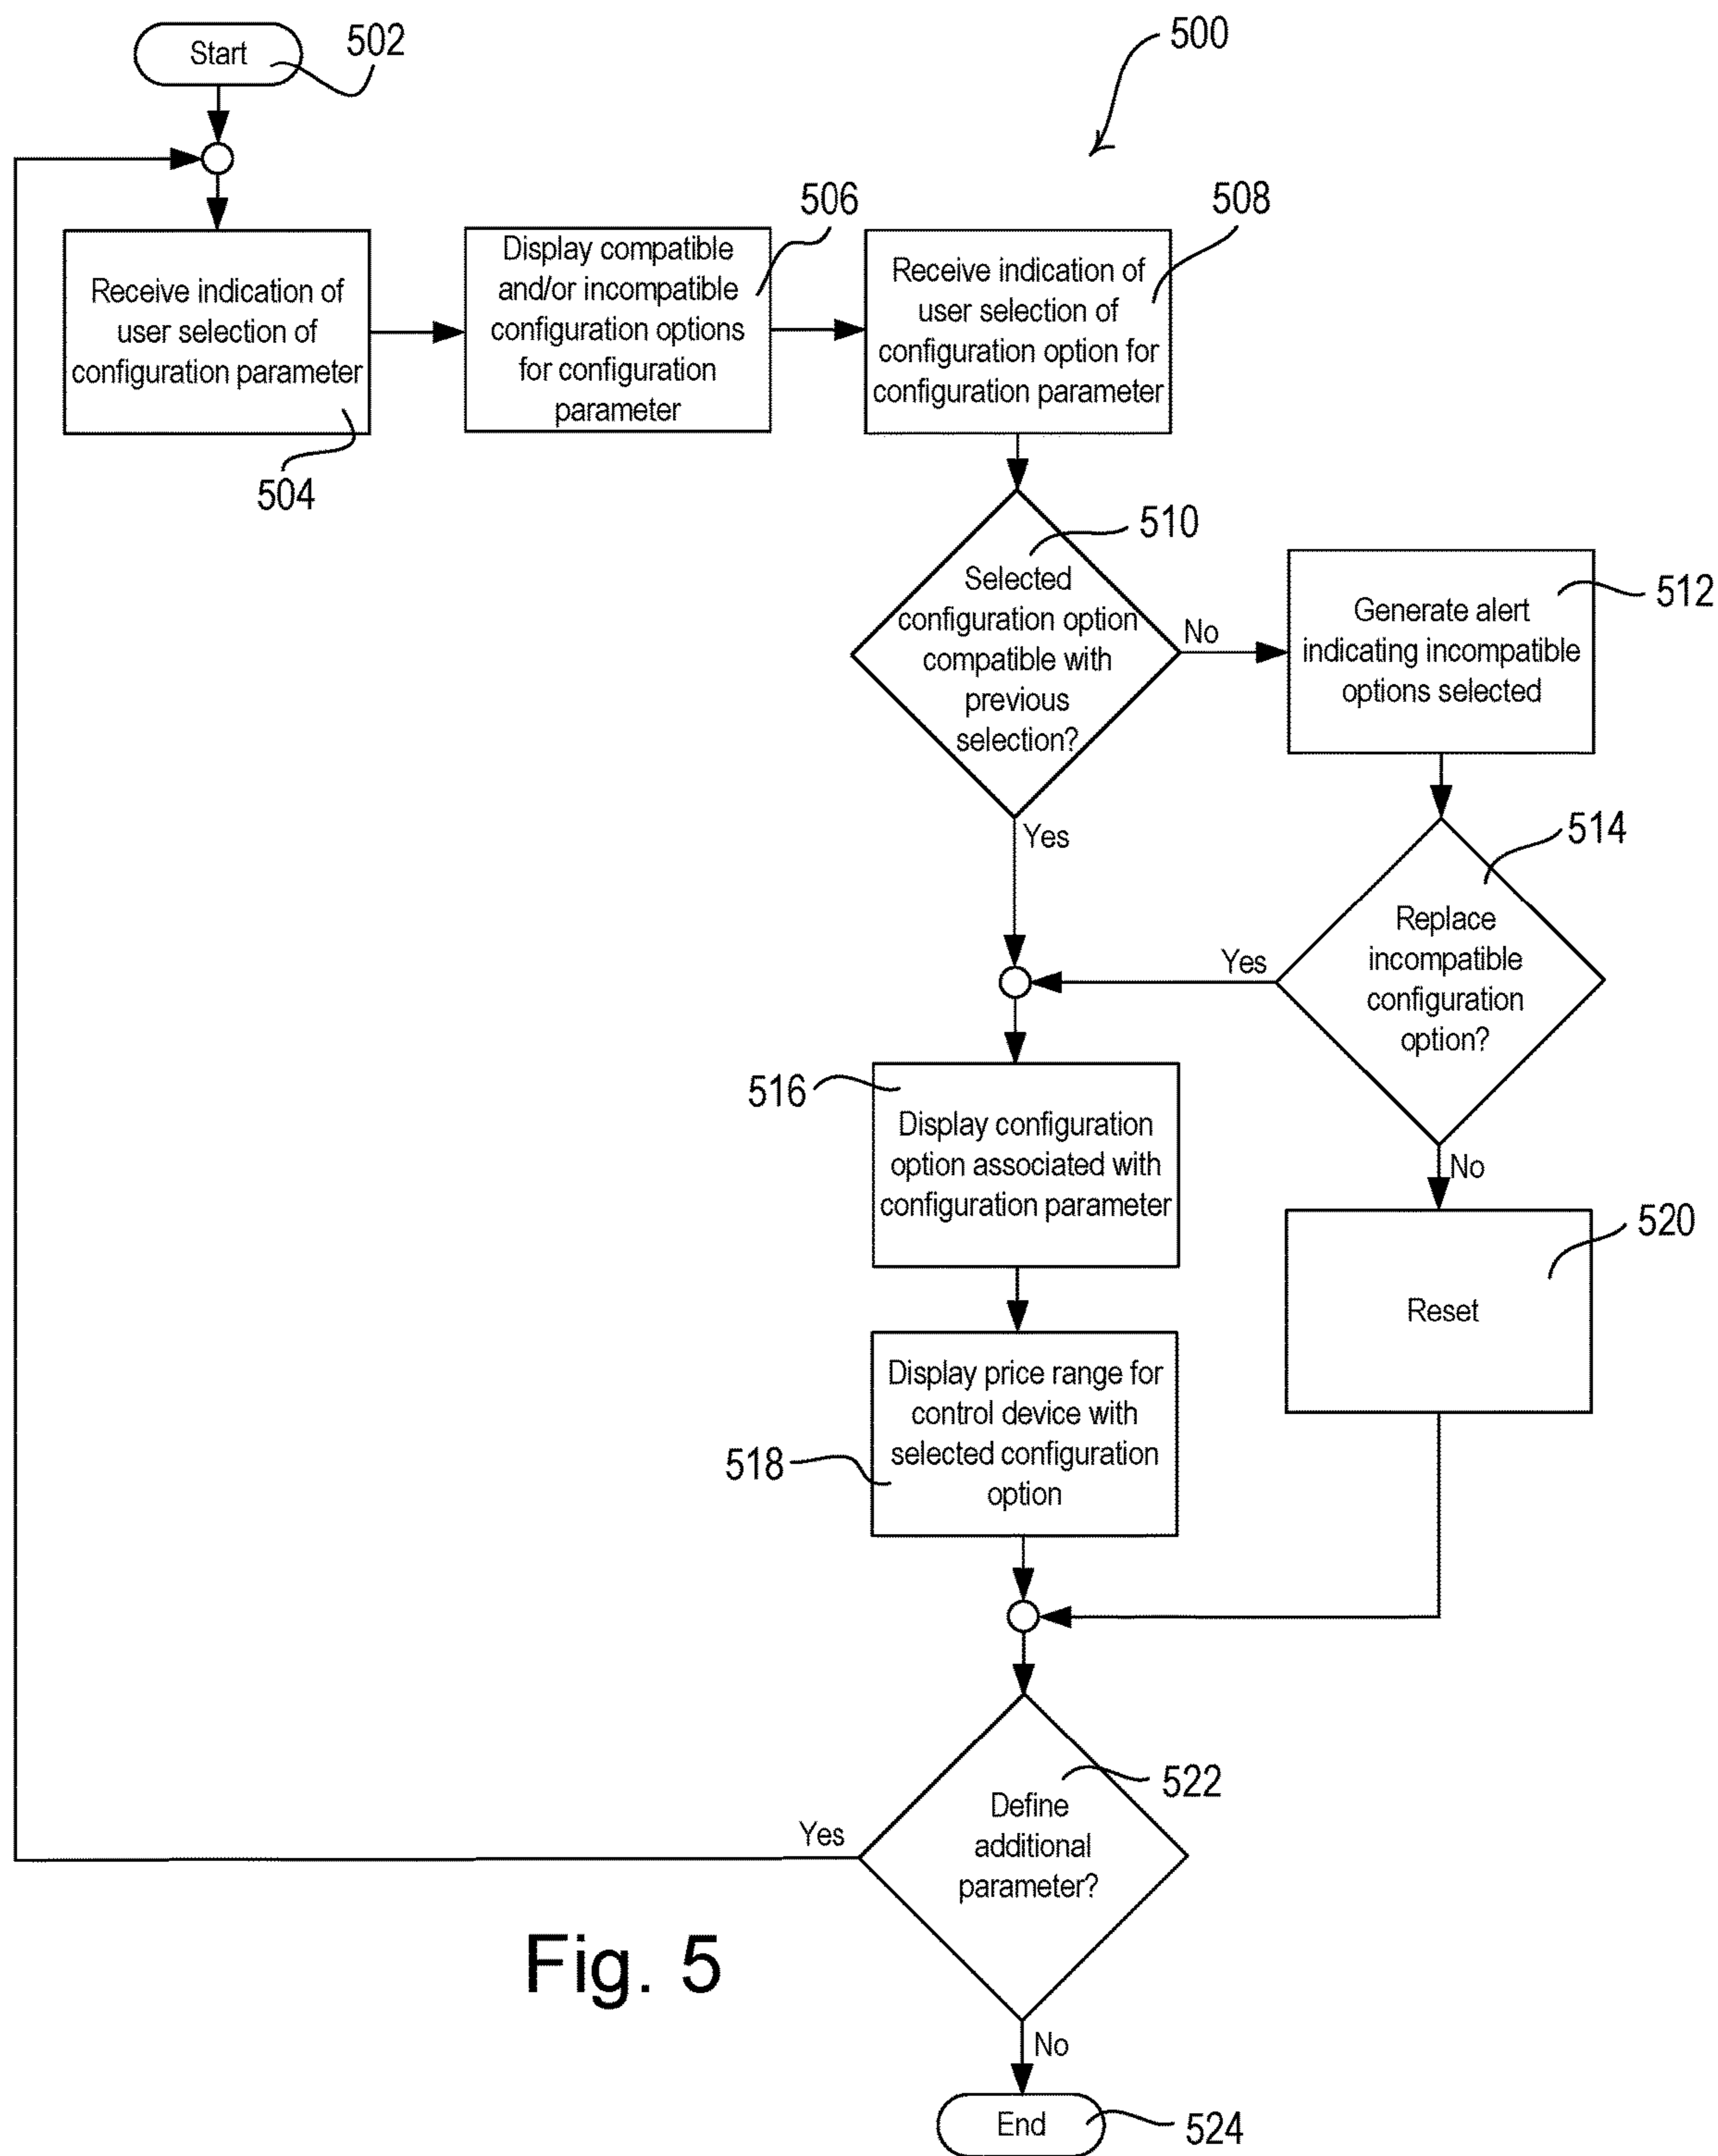 Start
502
500
Receive indication of
user selection of
configuration parameter
504
Display compatible
and/or incompatible
configuration options
for configuration
parameter
506
Receive indication of
user selection of
configuration option for
configuration parameter
508
Selected
configuration option
compatible with
previous
selection?
510
No
Yes
Generate alert
indicating incompatible
options selected
512
Replace
incompatible
configuration
option?
514
Yes
No
516
Display configuration
option associated with
configuration parameter
Reset
520
Display price range for
control device with
selected configuration
option
518
Define
additional
parameter?
522
Yes
No
Fig. 5
End
524